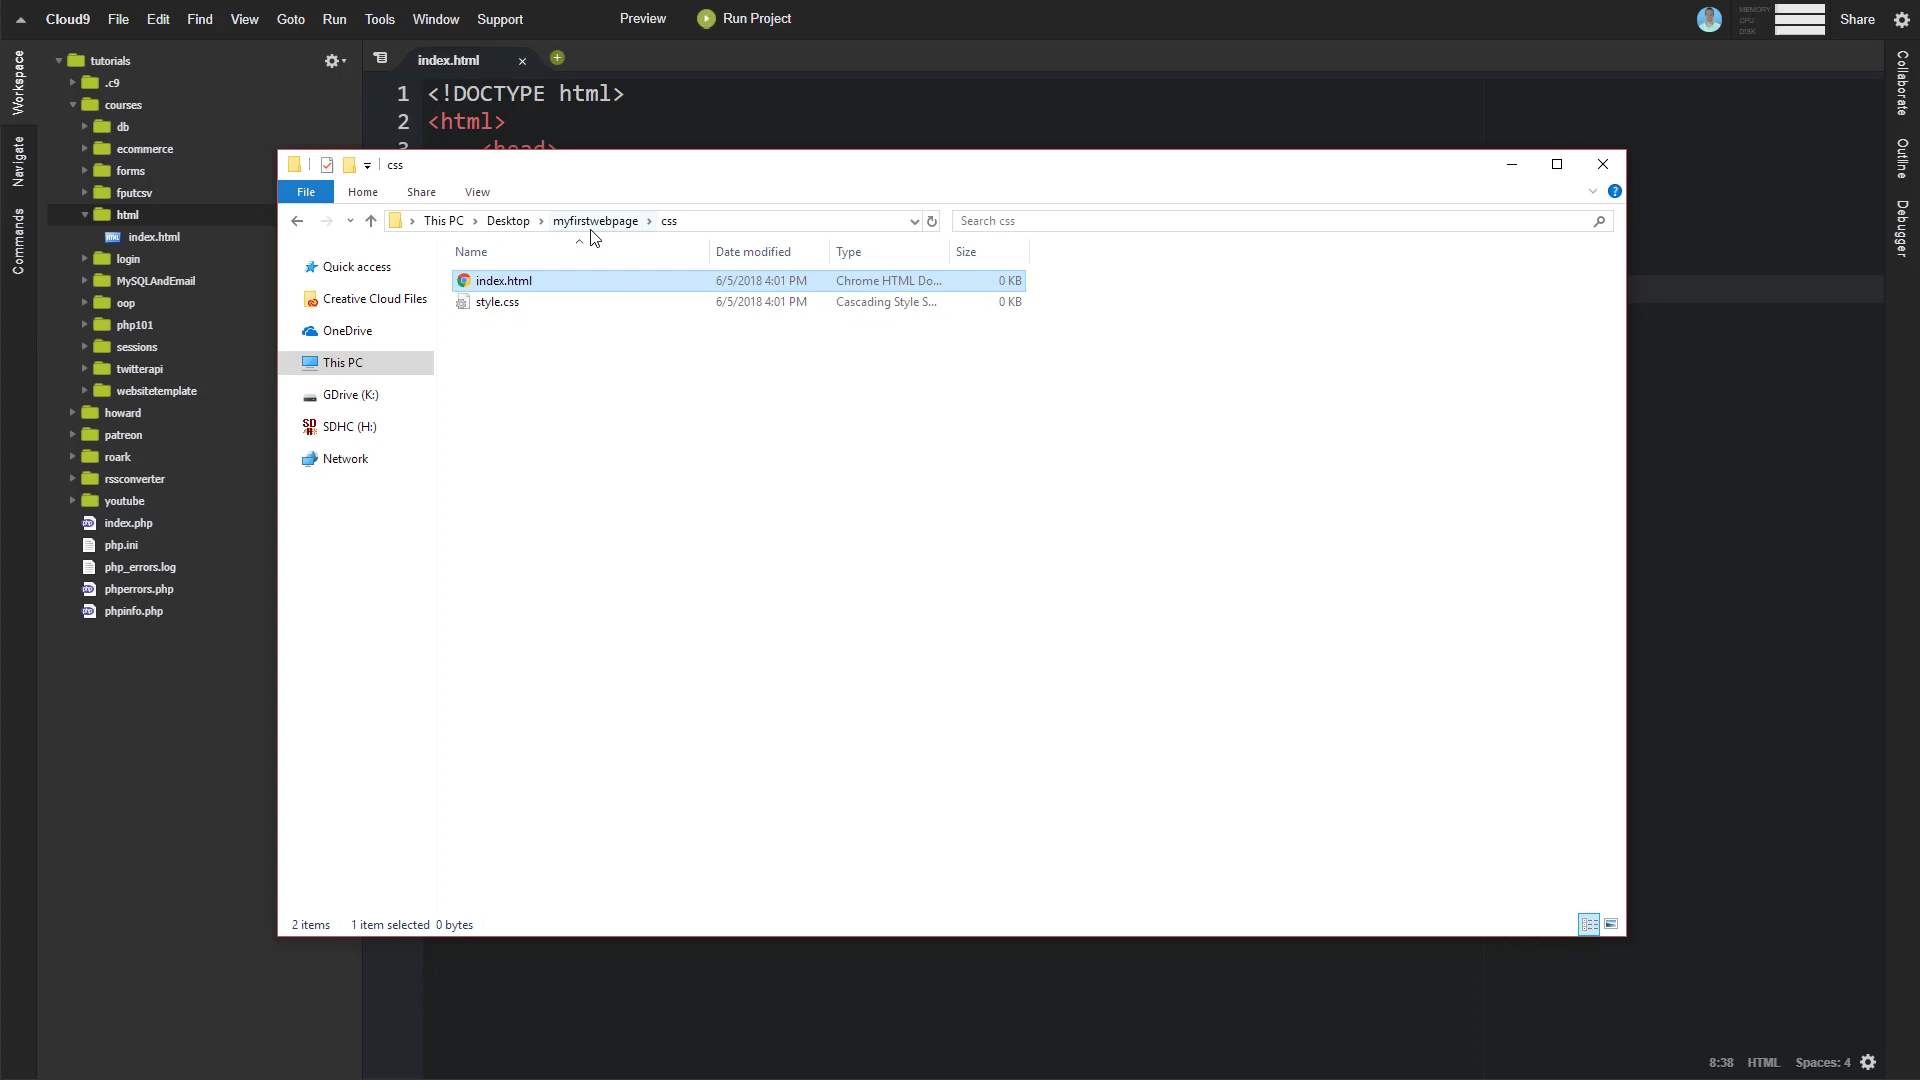 Cloud9 File Edit Find View Goto Run Tools Window Support Preview Run Project MEMORY CPU DISK Share
Workspace
Navigate
Commands
tutorials
.c9
courses
db
ecommerce
forms
fputcsv
html
index.html
login
MySQLAndEmail
oop
php101
sessions
twitterapi
websitetemplate
howard
patreon
roark
rssconverter
youtube
index.php
php.ini
php_errors.log
phperrors.php
phpinfo.php
index.html
1 <!DOCTYPE html>
2 <html>
3 <head>
css
File Home Share View
This PC Desktop myfirstwebpage css Search css
Name Date modified Type Size
index.html 6/5/2018 4:01 PM Chrome HTML Do... 0 KB
style.css 6/5/2018 4:01 PM Cascading Style S... 0 KB
Quick access
Creative Cloud Files
OneDrive
This PC
GDrive (K:)
SD SDHC (H:)
Network
2 items 1 item selected 0 bytes
Collaborate
Outline
Debugger
8:38 HTML Spaces: 4